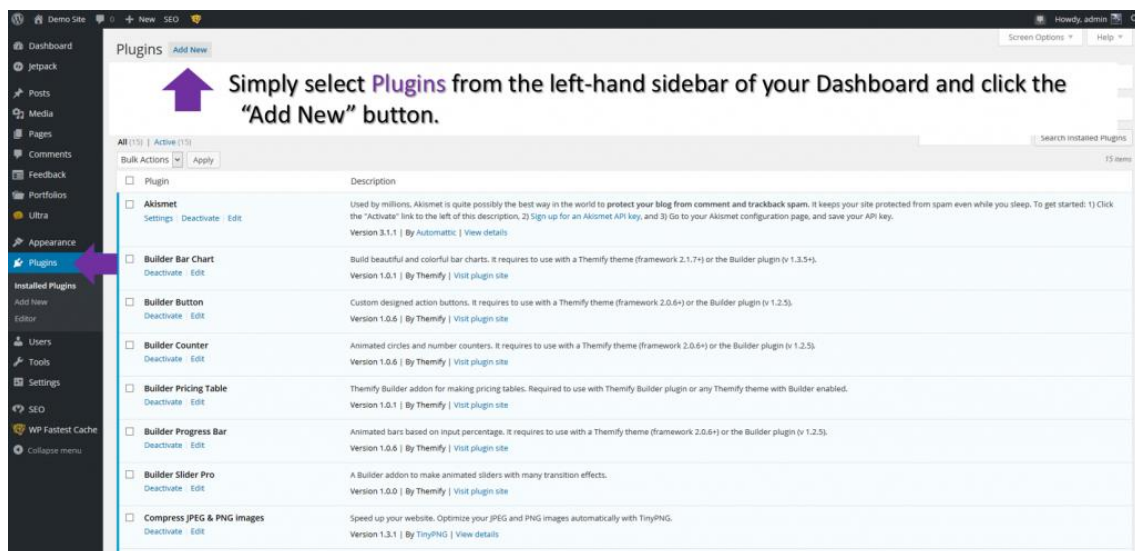 Demo Site 0 + New SEO Howdy, admin
Screen Options Help
Dashboard
Jetpack
Posts
Media
Pages
Comments
Feedback
Portfolios
Ultra
Appearance
Plugins
Installed Plugins
Add New
Editor
Users
Tools
Settings
SEO
WP Fastest Cache
Collapse menu
Plugins Add New
Simply select Plugins from the left-hand sidebar of your Dashboard and click the
“Add New” button.
All (15) | Active (15)
Search Installed Plugins
Bulk Actions Apply
15 items
Plugin Description
Akismet
Settings | Deactivate | Edit
Used by millions, Akismet is quite possibly the best way in the world to protect your blog from comment and trackback spam. It keeps your site protected from spam even while you sleep. To get started: 1) Click
the "Activate" link to the left of this description, 2) Sign up for an Akismet API key, and 3) Go to your Akismet configuration page, and save your API key.
Version 3.1.1 | By Automattic | View details
Builder Bar Chart
Deactivate | Edit
Build beautiful and colorful bar charts. It requires to use with a Themify theme (framework 2.1.7+) or the Builder plugin (v 1.3.5+).
Version 1.0.1 | By Themify | Visit plugin site
Builder Button
Deactivate | Edit
Custom designed action buttons. It requires to use with a Themify theme (framework 2.0.6+) or the Builder plugin (v 1.2.5).
Version 1.0.6 | By Themify | Visit plugin site
Builder Counter
Deactivate | Edit
Animated circles and number counters. It requires to use with a Themify theme (framework 2.0.6+) or the Builder plugin (v 1.2.5).
Version 1.0.6 | By Themify | Visit plugin site
Builder Pricing Table
Deactivate | Edit
Themify Builder addon for making pricing tables. Required to use with Themify Builder plugin or any Themify theme with Builder enabled.
Version 1.0.1 | By Themify | Visit plugin site
Builder Progress Bar
Deactivate | Edit
Animated bars based on input percentage. It requires to use with a Themify theme (framework 2.0.6+) or the Builder plugin (v 1.2.5).
Version 1.0.6 | By Themify | Visit plugin site
Builder Slider Pro
Deactivate | Edit
A Builder addon to make animated sliders with many transition effects.
Version 1.0.0 | By Themify | Visit plugin site
Compress JPEG & PNG images
Deactivate | Edit
Speed up your website. Optimize your JPEG and PNG images automatically with TinyPNG.
Version 1.3.1 | By TinyPNG | View details